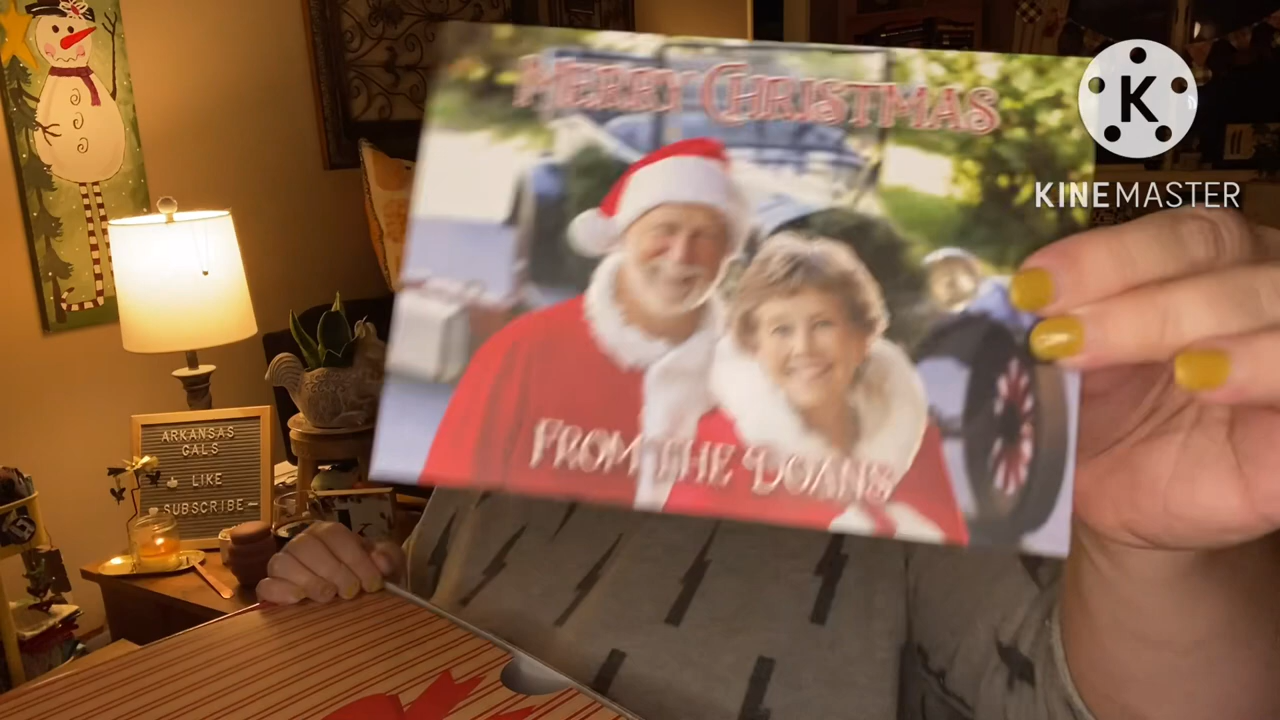 MERRY CHRISTMAS
K
KINEMASTER
FROM THE DOANS
ARKANSAS
GALS
LIKE
SUBSCRIBE